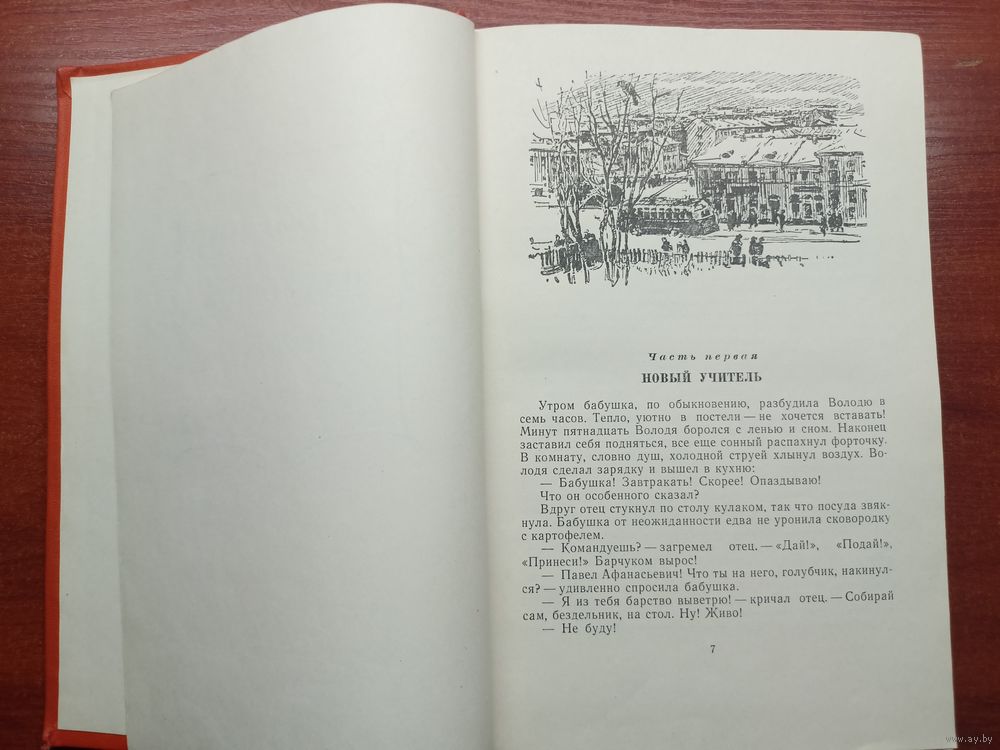 Часть первая
НОВЫЙ УЧИТЕЛЬ
Утром бабушка, по обыкновению, разбудила Володю в
семь часов. Тепло, уютно в постели — не хочется вставать!
Минут пятнадцать Володя боролся с ленью и сном. Наконец
заставил себя подняться, все еще сонный распахнул форточку.
В комнату, словно душ, холодной струей хлынул воздух. Во-
лодя сделал зарядку и вышел в кухню:
— Бабушка! Завтракать! Скорее! Опаздываю!
Что он особенного сказал?
Вдруг отец стукнул по столу кулаком, так что посуда звяк-
нула. Бабушка от неожиданности едва не уронила сковородку
с картофелем.
— Командуешь? — загремел отец. — «Дай!», «Подай!»,
«Принеси!» Барчуком вырос!
— Павел Афанасьевич! Что ты на него, голубчик, накинул-
ся? — удивленно спросила бабушка.
— Я из тебя барство выветрю! — кричал отец. — Собирай
сам, бездельник, на стол. Ну! Живо!
— Не буду!
7
www.ay.by